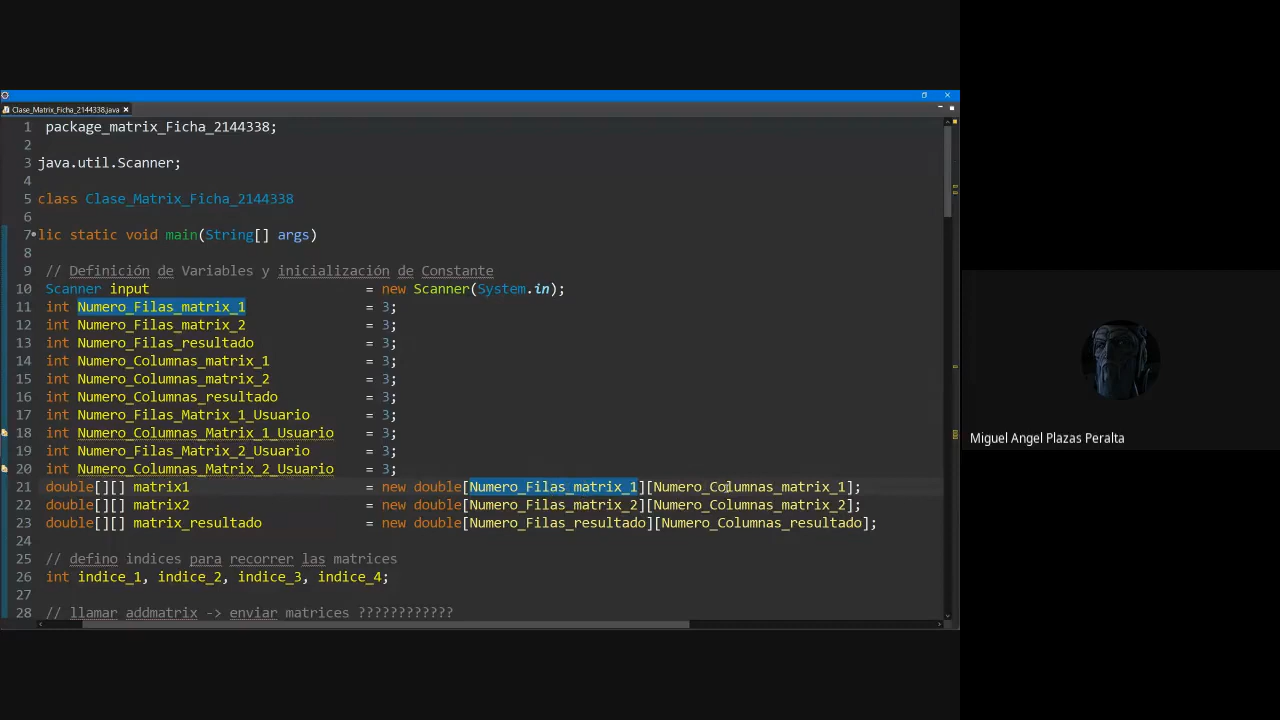 Clase_Matrix_Ficha_2144338.java
1 package_matrix_Ficha_2144338;
2
3 java.util.Scanner;
4
5 class Clase_Matrix_Ficha_2144338
6
7 lic static void main(String[] args)
8
9 // Definición de Variables y inicialización de Constante
10 Scanner input = new Scanner(System.in);
11 int Numero_Filas_matrix_1 = 3;
12 int Numero_Filas_matrix_2 = 3;
13 int Numero_Filas_resultado = 3;
14 int Numero_Columnas_matrix_1 = 3;
15 int Numero_Columnas_matrix_2 = 3;
16 int Numero_Columnas_resultado = 3;
17 int Numero_Filas_Matrix_1_Usuario = 3;
18 int Numero_Columnas_Matrix_1_Usuario = 3;
19 int Numero_Filas_Matrix_2_Usuario = 3;
20 int Numero_Columnas_Matrix_2_Usuario = 3;
21 double[][] matrix1 = new double[Numero_Filas_matrix_1][Numero_Columnas_matrix_1];
22 double[][] matrix2 = new double[Numero_Filas_matrix_2][Numero_Columnas_matrix_2];
23 double[][] matrix_resultado = new double[Numero_Filas_resultado][Numero_Columnas_resultado];
24
25 // defino indices para recorrer las matrices
26 int indice_1, indice_2, indice_3, indice_4;
27
28 // llamar addmatrix -> enviar matrices ????????????
Miguel Angel Plazas Peralta